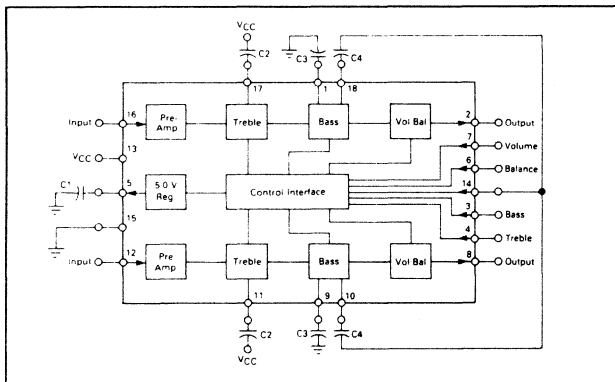 VCC
C2
C3
C4
17
1
18
Input
16
Pre-
Amp
Treble
Bass
Vol Bal
2
Output
7
Volume
13
VCC
6
Balance
C1
5
5.0 V
Reg
Control Interface
14
15
3
Bass
4
Treble
Input
12
Pre
Amp
Treble
Bass
Vol Bal
8
Output
11
9
10
C2
C3
C4
VCC